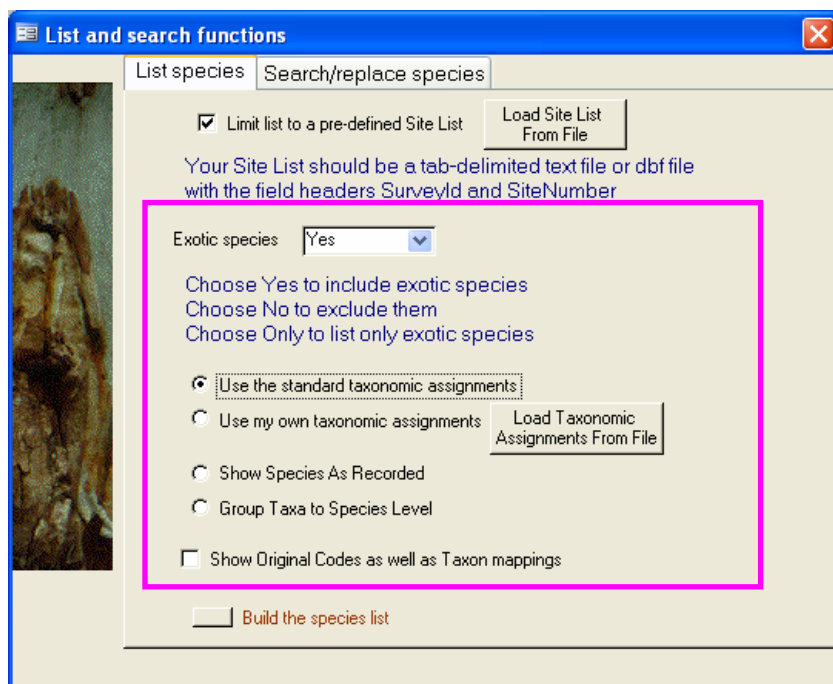 List and search functions
List species
Search/replace species
Limit list to a pre-defined Site List
Load Site List
From File
Your Site List should be a tab-delimited text file or dbf file
with the field headers SurveyId and SiteNumber
Exotic species
Yes
Choose Yes to include exotic species
Choose No to exclude them
Choose Only to list only exotic species
Use the standard taxonomic assignments
Use my own taxonomic assignments
Load Taxonomic
Assignments From File
Show Species As Recorded
Group Taxa to Species Level
Show Original Codes as well as Taxon mappings
Build the species list